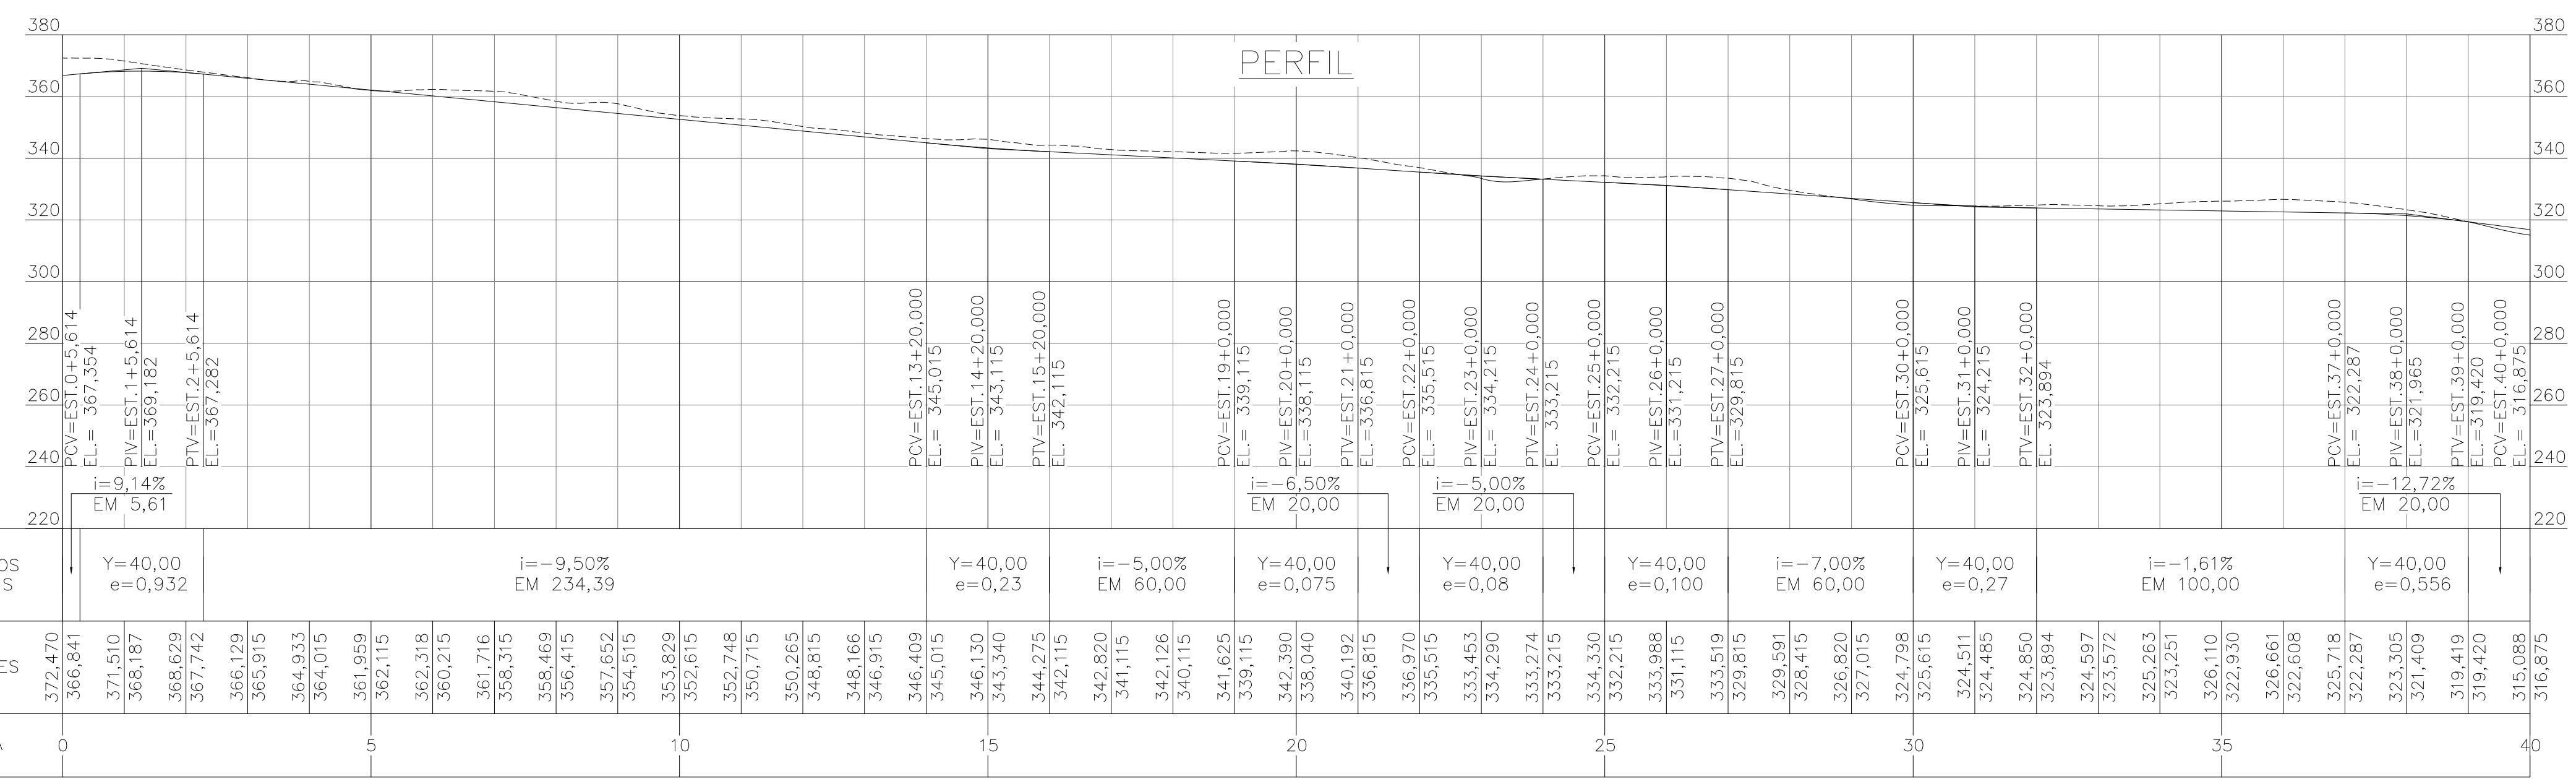 PERFIL
380
360
340
320
300
280
260
240
220
380
360
340
320
300
280
260
240
220
PCV=EST.0+5,614
EL.= 367,354
PIV=EST.1+5,614
EL.=369,182
PTV=EST.2+5,614
EL.=367,282
PCV=EST.13+20,000
EL.= 345,015
PIV=EST.14+20,000
EL.= 343,115
PTV=EST.15+20,000
EL. 342,115
PCV=EST.19+0,000
EL.= 339,115
PIV=EST.20+0,000
EL.=338,115
PTV=EST.21+0,000
EL.=336,815
PCV=EST.22+0,000
EL.= 335,515
PIV=EST.23+0,000
EL.= 334,215
PTV=EST.24+0,000
EL. 333,215
PCV=EST.25+0,000
EL.= 332,215
PIV=EST.26+0,000
EL.=331,215
PTV=EST.27+0,000
EL.=329,815
PCV=EST.30+0,000
EL.= 325,615
PIV=EST.31+0,000
EL.= 324,215
PTV=EST.32+0,000
EL. 323,894
PCV=EST.37+0,000
EL.= 322,287
PIV=EST.38+0,000
EL.=321,965
PTV=EST.39+0,000
EL.=319,420
PCV=EST.40+0,000
EL.= 316,875
i=9,14%
EM 5,61
i=-6,50%
EM 20,00
i=-5,00%
EM 20,00
i=-12,72%
EM 20,00
OS
S
Y=40,00
e=0,932
i=-9,50%
EM 234,39
Y=40,00
e=0,23
i=-5,00%
EM 60,00
Y=40,00
e=0,075
Y=40,00
e=0,08
Y=40,00
e=0,100
i=-7,00%
EM 60,00
Y=40,00
e=0,27
i=-1,61%
EM 100,00
Y=40,00
e=0,556
ES
372,470
366,841
371,510
368,187
368,629
367,742
366,129
365,915
364,933
364,015
361,959
362,115
362,318
360,215
361,716
358,315
358,469
356,415
357,652
354,515
353,829
352,615
352,748
350,715
350,265
348,815
348,166
346,915
346,409
345,015
346,130
343,340
344,275
342,115
342,820
341,115
342,126
340,115
341,625
339,115
342,390
338,040
340,192
336,815
336,970
335,515
333,453
334,290
333,274
333,215
334,330
332,215
333,988
331,115
333,519
329,815
329,591
328,415
326,820
327,015
324,798
325,615
324,511
324,485
324,850
323,894
324,597
323,572
325,263
323,251
326,110
322,930
326,661
322,608
325,718
322,287
323,305
321,409
319,419
319,420
315,088
316,875
0 5 10 15 20 25 30 35 40